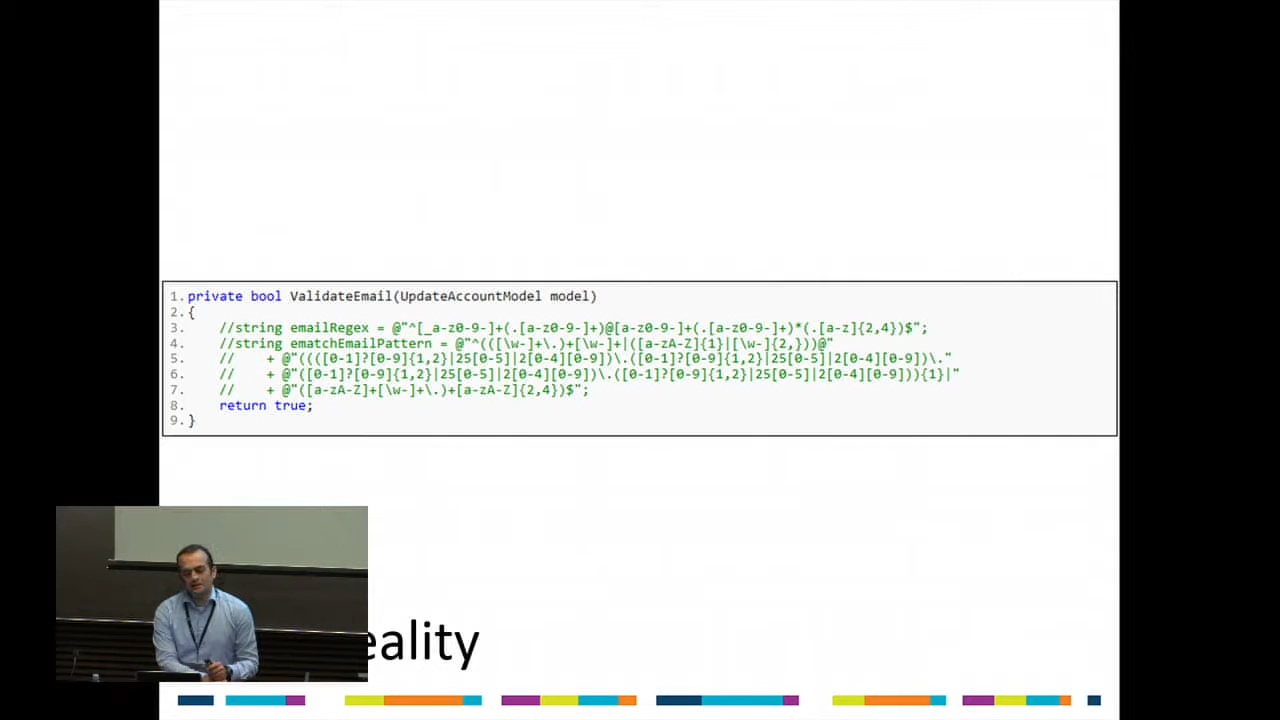 1. private bool ValidateEmail(UpdateAccountModel model)
2. {
3. //string emailRegex = @"^[_a-z0-9-]+(.[a-z0-9-]+)@[a-z0-9-]+(.[a-z0-9-]+)*(.[a-z]{2,4})$";
4. //string ematchEmailPattern = @"^(([\w-]+\.)+[\w-]+|([a-zA-Z]{1}|[\w-]{2,}))@"
5. // + @"((([0-1]?[0-9]{1,2}|25[0-5]|2[0-4][0-9])\.([0-1]?[0-9]{1,2}|25[0-5]|2[0-4][0-9])\."
6. // + @"([0-1]?[0-9]{1,2}|25[0-5]|2[0-4][0-9])\.([0-1]?[0-9]{1,2}|25[0-5]|2[0-4][0-9])){1}|"
7. // + @"([a-zA-Z]+[\w-]+\.)+[a-zA-Z]{2,4})$";
8. return true;
9. }
eality